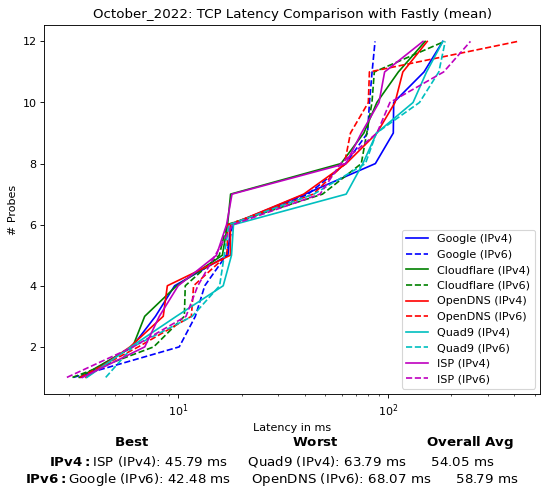 October_2022: TCP Latency Comparison with Fastly (mean)
12
10
8
6
4
2
# Probes
Google (IPv4)
Google (IPv6)
Cloudflare (IPv4)
Cloudflare (IPv6)
OpenDNS (IPv4)
OpenDNS (IPv6)
Quad9 (IPv4)
Quad9 (IPv6)
ISP (IPv4)
ISP (IPv6)
10¹ 10²
Latency in ms
Best Worst Overall Avg
IPv4: ISP (IPv4): 45.79 ms Quad9 (IPv4): 63.79 ms 54.05 ms
IPv6: Google (IPv6): 42.48 ms OpenDNS (IPv6): 68.07 ms 58.79 ms